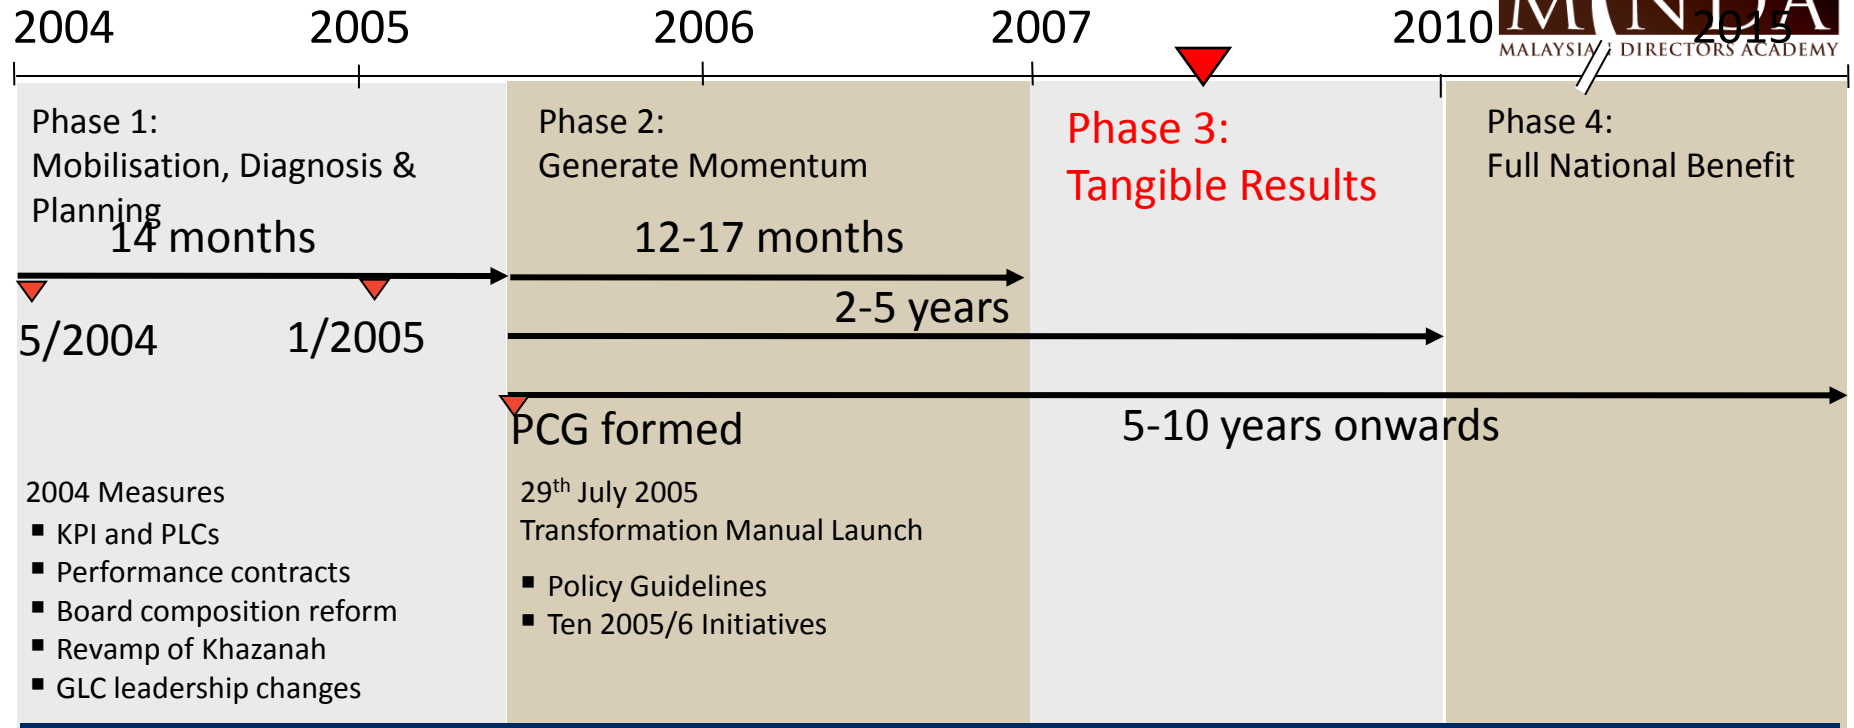 2004
2005
2006
2007
2010
2015
MINDA
MALAYSIA DIRECTORS ACADEMY
Phase 1:
Mobilisation, Diagnosis &
Planning
14 months
5/2004
1/2005
2004 Measures
▪ KPI and PLCs
▪ Performance contracts
▪ Board composition reform
▪ Revamp of Khazanah
▪ GLC leadership changes
Phase 2:
Generate Momentum
12-17 months
2-5 years
PCG formed
29th July 2005
Transformation Manual Launch
▪ Policy Guidelines
▪ Ten 2005/6 Initiatives
Phase 3:
Tangible Results
5-10 years onwards
Phase 4:
Full National Benefit